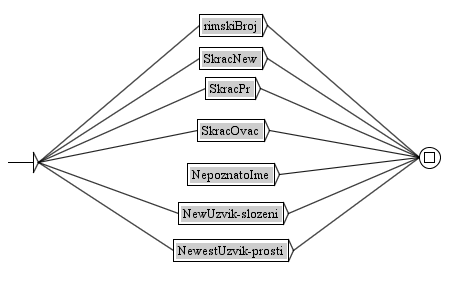 rimskiBroj
SkracNew
SkracPr
SkracOvac
NepoznatoIme
NewUzvik-slozeni
NewestUzvik-prosti